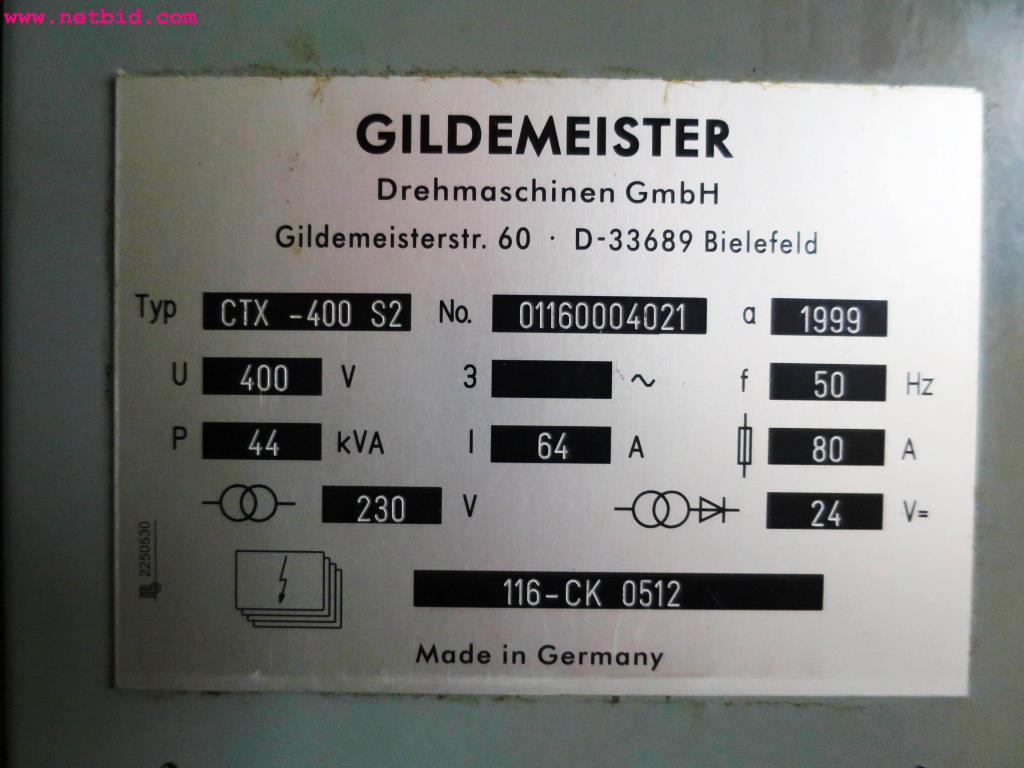 www.netbid.com
GILDEMEISTER
Drehmaschinen GmbH
Gildemeisterstr. 60 · D-33689 Bielefeld
Typ CTX -400 S2 No. 01160004021 a 1999
U 400 V 3 ~ f 50 Hz
P 44 kVA I 64 A 80 A
230 V 24 V=
2250530
116-CK 0512
Made in Germany